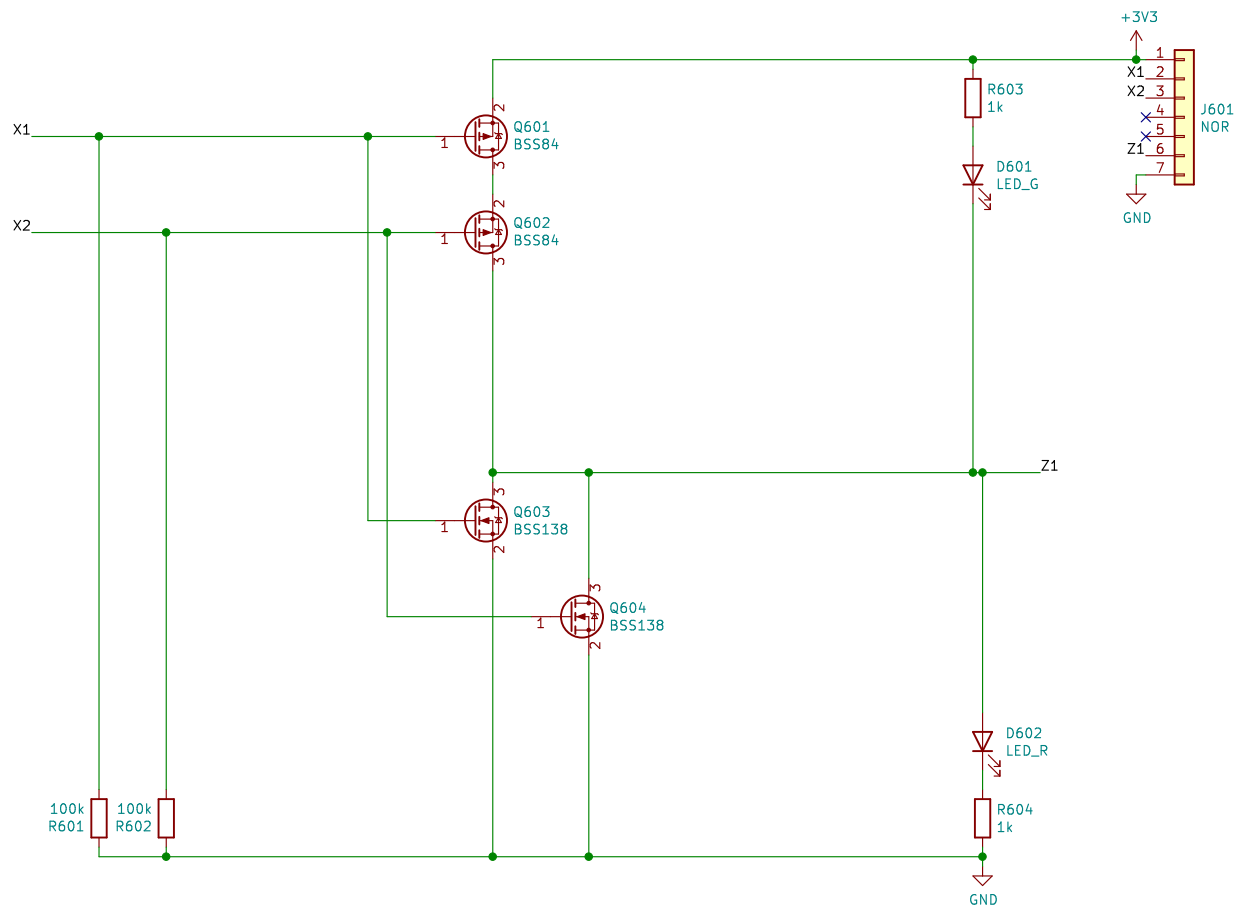 +3V3
1
X1 2
X2 3
4
5
Z1 6
7
J601
NOR
GND
R603
1k
D601
LED_G
X1
1
2
3
Q601
BSS84
X2
1
2
3
Q602
BSS84
Z1
1
3
2
Q603
BSS138
1
3
2
Q604
BSS138
D602
LED_R
100k
R601
100k
R602
R604
1k
GND